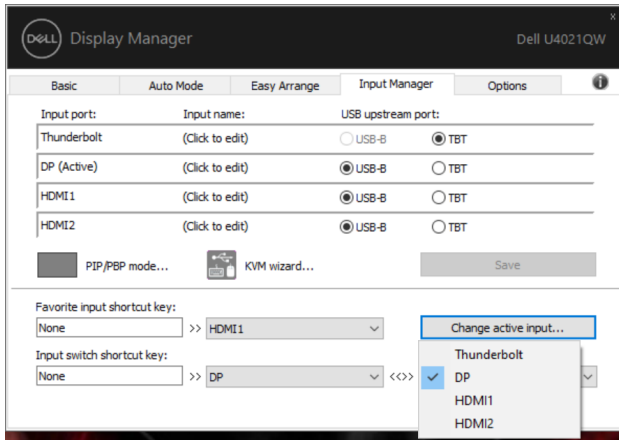 x
DELL Display Manager Dell U4021QW
Basic Auto Mode Easy Arrange Input Manager Options i
Input port: Input name: USB upstream port:
Thunderbolt (Click to edit) USB-B TBT
DP (Active) (Click to edit) USB-B TBT
HDMI1 (Click to edit) USB-B TBT
HDMI2 (Click to edit) USB-B TBT
PIP/PBP mode... KVM wizard... Save
Favorite input shortcut key:
None >> HDMI1 Change active input...
Input switch shortcut key:
None >> DP <<>>
Thunderbolt
DP
HDMI1
HDMI2